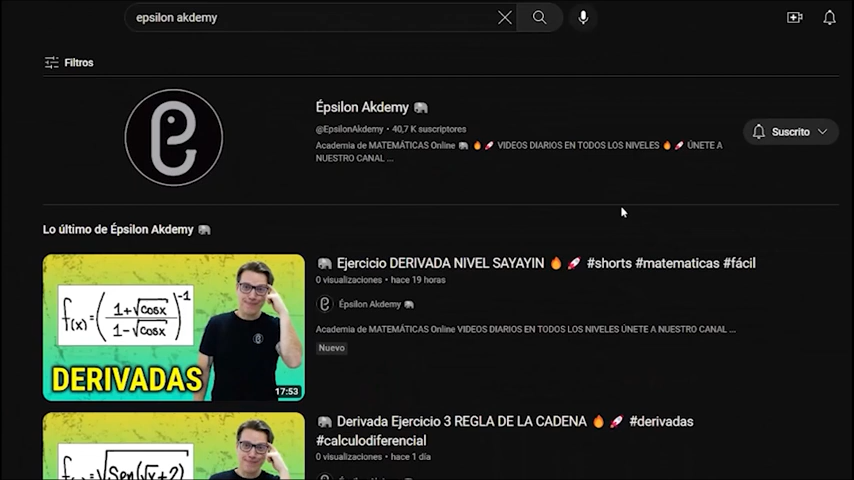 epsilon akdemy
Filtros
Épsilon Akdemy 🐘
@EpsilonAkdemy • 40,7 K suscriptores
Academia de MATEMÁTICAS Online 🐘 🔥🚀 VIDEOS DIARIOS EN TODOS LOS NIVELES 🔥🚀 ÚNETE A
NUESTRO CANAL ...
Suscrito
Lo último de Épsilon Akdemy 🐘
f(x)=(1+√cosx / 1-√cosx)^-1
DERIVADAS
17:53
🐘 Ejercicio DERIVADA NIVEL SAYAYIN 🔥🚀 #shorts #matematicas #fácil
0 visualizaciones • hace 19 horas
Épsilon Akdemy 🐘
Academia de MATEMÁTICAS Online VIDEOS DIARIOS EN TODOS LOS NIVELES ÚNETE A NUESTRO CANAL ...
Nuevo
🐘 Derivada Ejercicio 3 REGLA DE LA CADENA 🔥🚀 #derivadas
#calculodiferencial
0 visualizaciones • hace 1 día
√Sen(√x+2)